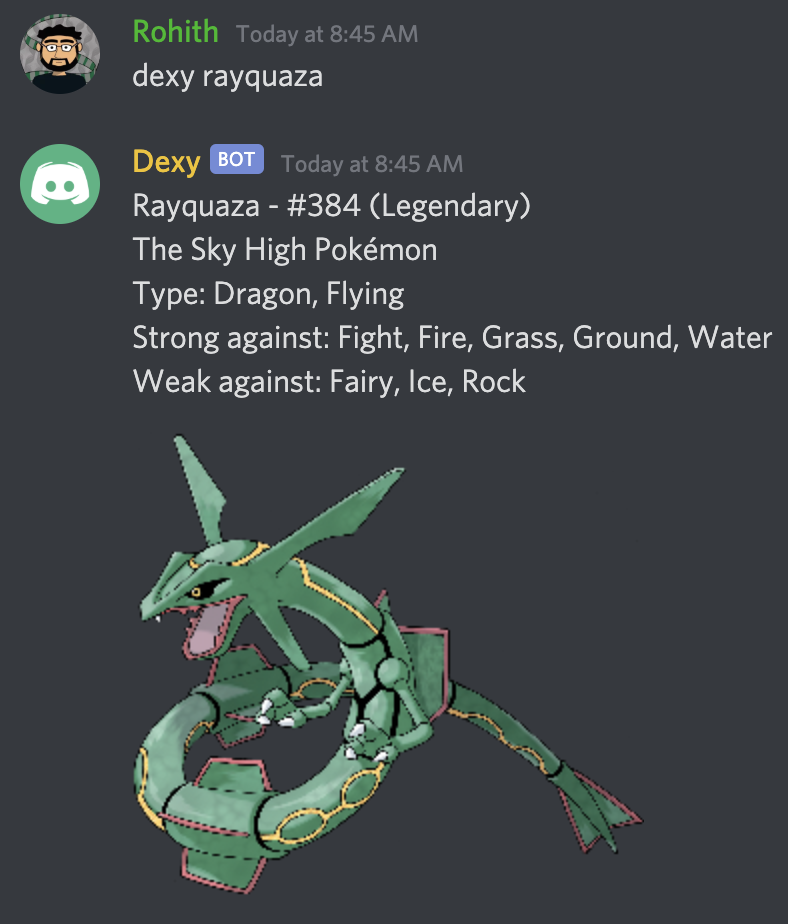 Rohith Today at 8:45 AM
dexy rayquaza
Dexy BOT Today at 8:45 AM
Rayquaza - #384 (Legendary)
The Sky High Pokémon
Type: Dragon, Flying
Strong against: Fight, Fire, Grass, Ground, Water
Weak against: Fairy, Ice, Rock